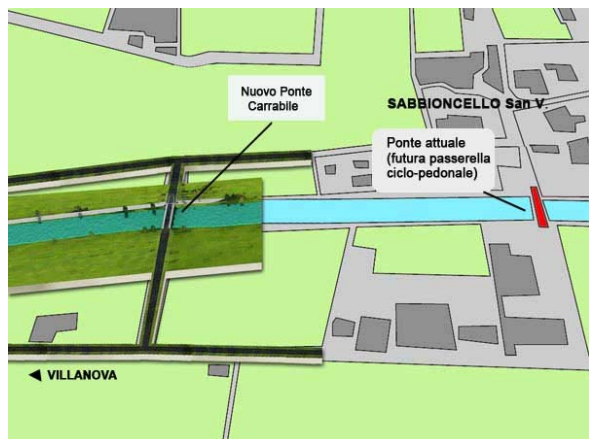 Nuovo Ponte
Carrabile
SABBIONCELLO San V.
Ponte attuale
(futura passerella
ciclo-pedonale)
VILLANOVA